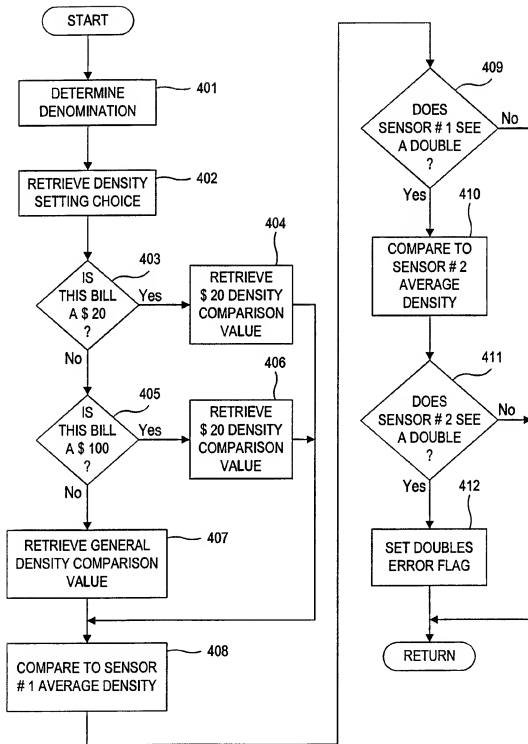 START
DETERMINE
DENOMINATION
401
RETRIEVE DENSITY
SETTING CHOICE
402
IS
THIS BILL
A $ 20
?
403
Yes
No
RETRIEVE
$ 20 DENSITY
COMPARISON
VALUE
404
IS
THIS BILL
A $ 100
?
405
Yes
No
RETRIEVE
$ 20 DENSITY
COMPARISON
VALUE
406
RETRIEVE GENERAL
DENSITY COMPARISON
VALUE
407
COMPARE TO SENSOR
# 1 AVERAGE DENSITY
408
DOES
SENSOR # 1 SEE
A DOUBLE
?
409
No
Yes
COMPARE TO
SENSOR # 2
AVERAGE
DENSITY
410
DOES
SENSOR # 2 SEE
A DOUBLE
?
411
No
Yes
SET DOUBLES
ERROR FLAG
412
RETURN